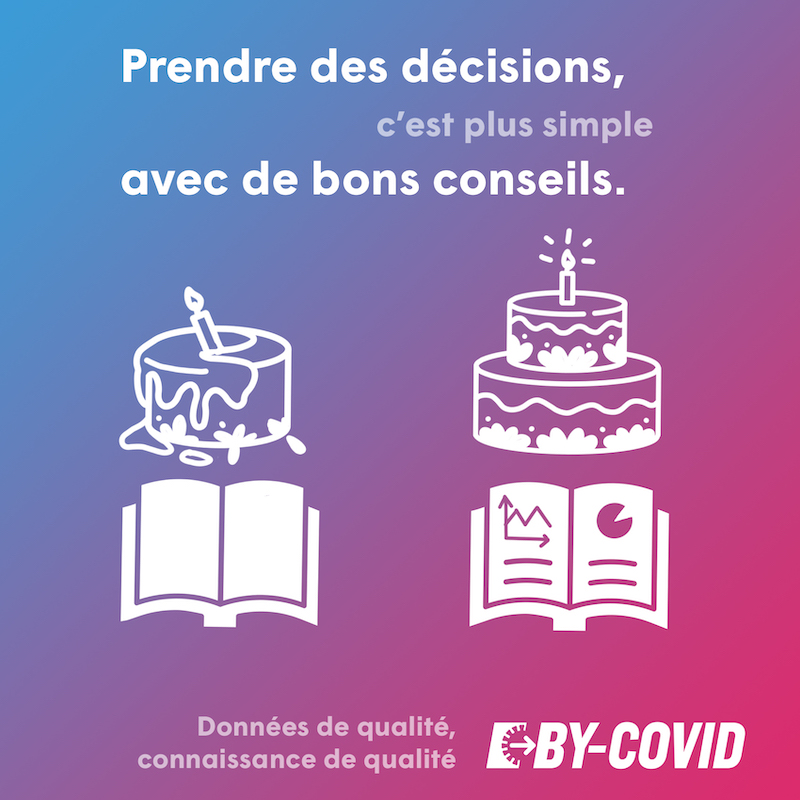 Prendre des décisions,
c’est plus simple
avec de bons conseils.
Données de qualité,
connaissance de qualité
BY-COVID